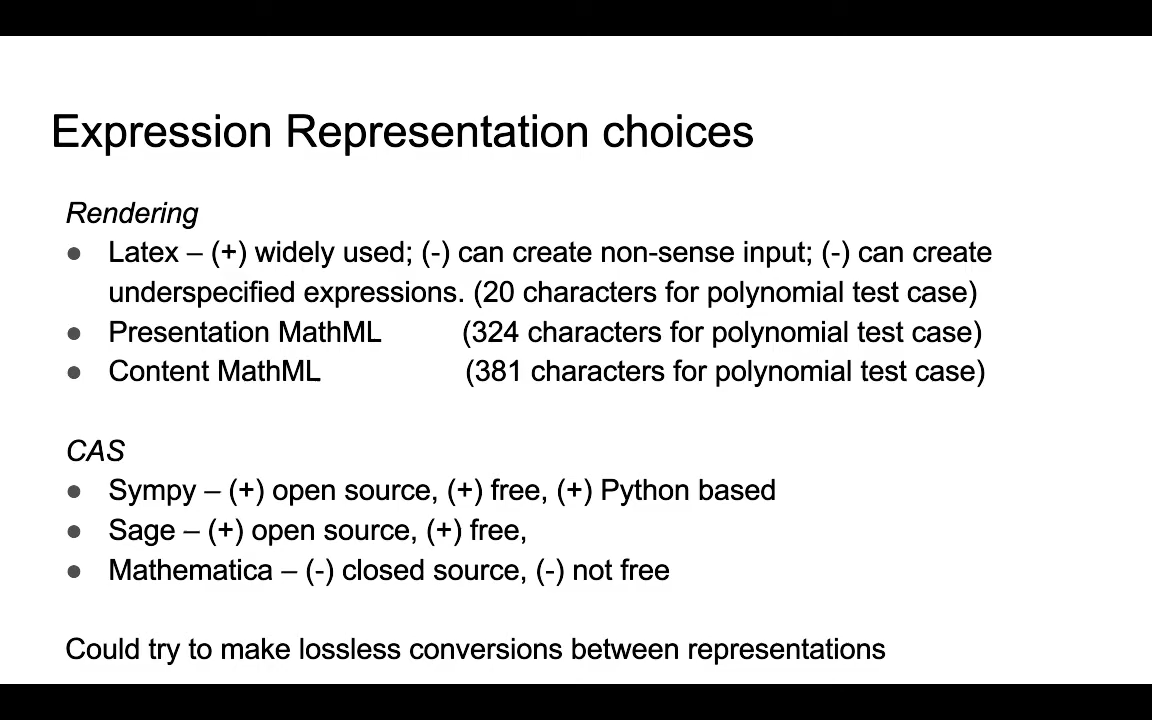 Expression Representation choices
Rendering
● Latex – (+) widely used; (-) can create non-sense input; (-) can create
underspecified expressions. (20 characters for polynomial test case)
● Presentation MathML (324 characters for polynomial test case)
● Content MathML (381 characters for polynomial test case)
CAS
● Sympy – (+) open source, (+) free, (+) Python based
● Sage – (+) open source, (+) free,
● Mathematica – (-) closed source, (-) not free
Could try to make lossless conversions between representations